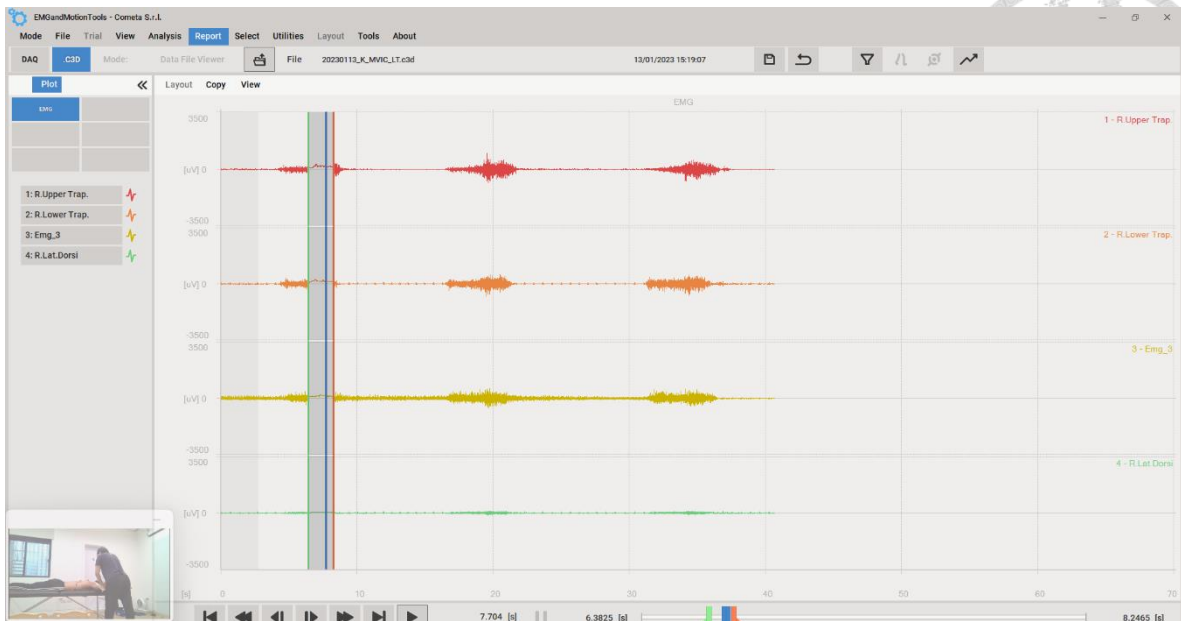 EMGandMotionTools - Cometa S.r.l.
Mode File Trial View Analysis Report Select Utilities Layout Tools About
DAQ .C3D Mode: Data File Viewer File 20230113_K_MVIC_LT.c3d 13/01/2023 15:19:07
Plot Layout Copy View
EMG
EMG
3500 1 - R.Upper Trap.
[uV] 0
-3500
3500 2 - R.Lower Trap.
[uV] 0
-3500
3500 3 - Emg_3
[uV] 0
-3500
3500 4 - R.Lat.Dorsi
[uV] 0
-3500
1: R.Upper Trap.
2: R.Lower Trap.
3: Emg_3
4: R.Lat.Dorsi
[s] 0 10 20 30 40 50 60 70
7.704 [s] 6.3825 [s] 8.2465 [s]